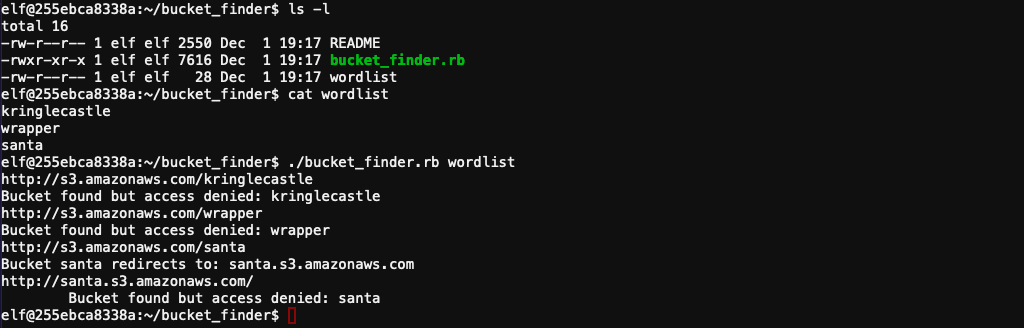 elf@255ebca8338a:~/bucket_finder$ ls -l
total 16
-rw-r--r-- 1 elf elf 2550 Dec  1 19:17 README
-rwxr-xr-x 1 elf elf 7616 Dec  1 19:17 bucket_finder.rb
-rw-r--r-- 1 elf elf   28 Dec  1 19:17 wordlist
elf@255ebca8338a:~/bucket_finder$ cat wordlist
kringlecastle
wrapper
santa
elf@255ebca8338a:~/bucket_finder$ ./bucket_finder.rb wordlist
http://s3.amazonaws.com/kringlecastle
Bucket found but access denied: kringlecastle
http://s3.amazonaws.com/wrapper
Bucket found but access denied: wrapper
http://s3.amazonaws.com/santa
Bucket santa redirects to: santa.s3.amazonaws.com
http://santa.s3.amazonaws.com/
        Bucket found but access denied: santa
elf@255ebca8338a:~/bucket_finder$